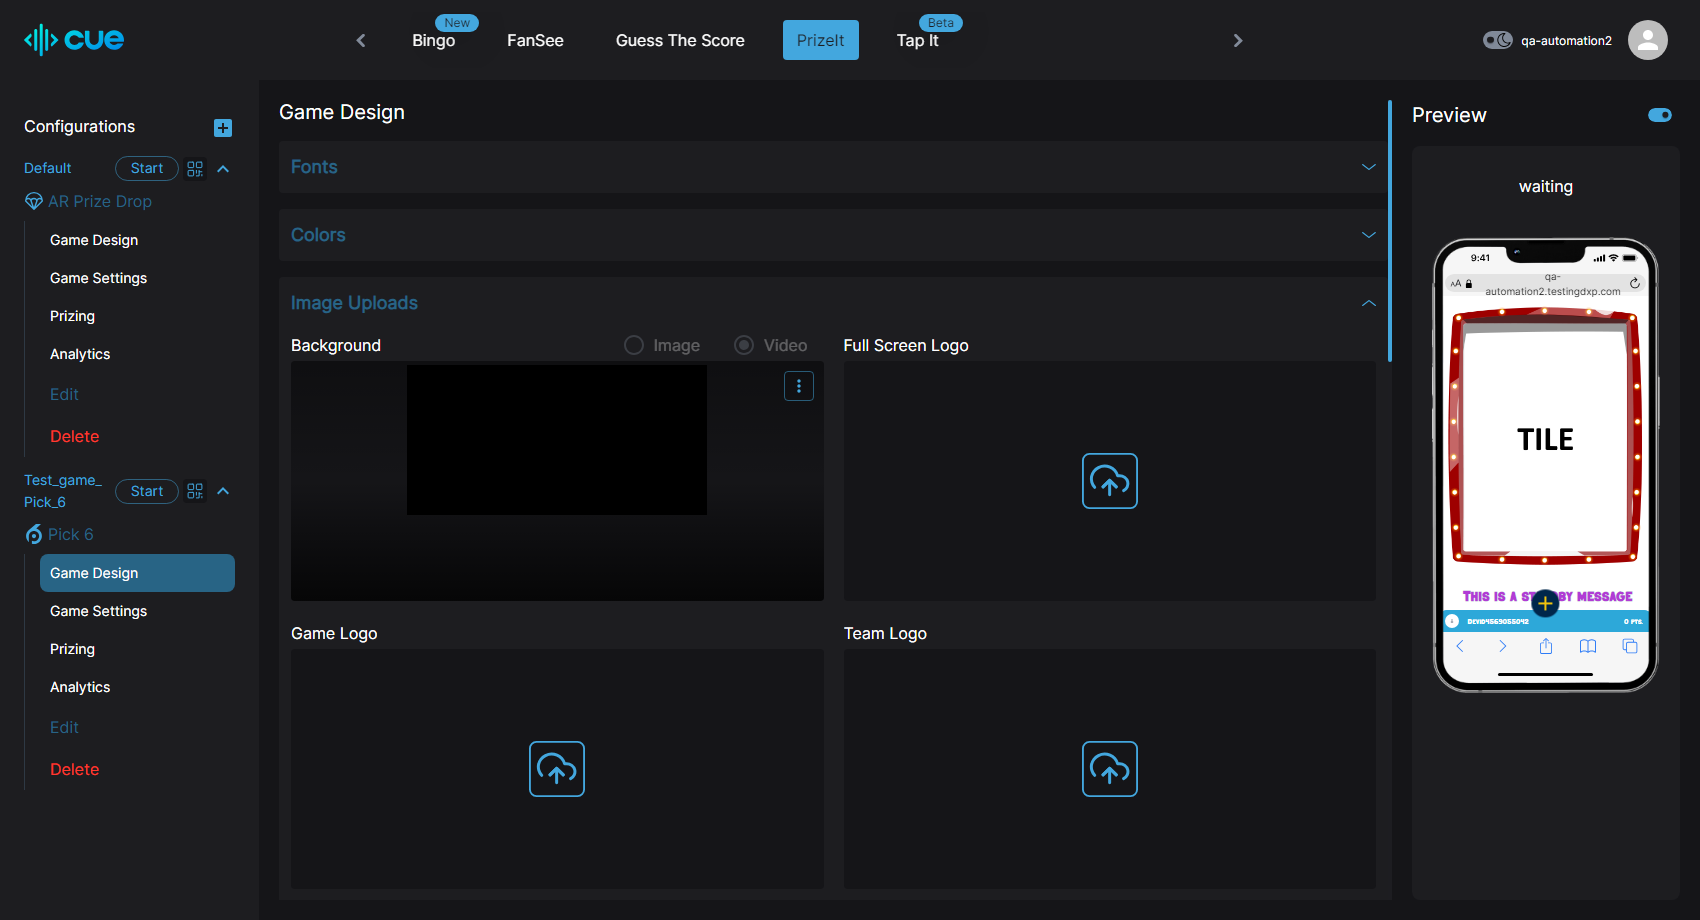 cue
New
Beta
Bingo
FanSee
Guess The Score
PrizeIt
Tap It
qa-automation2
Configurations
Default
Start
AR Prize Drop
Game Design
Game Settings
Prizing
Analytics
Edit
Delete
Test_game_
Pick_6
Start
Pick 6
Game Design
Game Settings
Prizing
Analytics
Edit
Delete
Game Design
Fonts
Colors
Image Uploads
Background
Image
Video
Full Screen Logo
Game Logo
Team Logo
Preview
waiting
9:41
AA
qa-
automation2.testingdxp.com
TILE
This is a st by message
0 PTS.